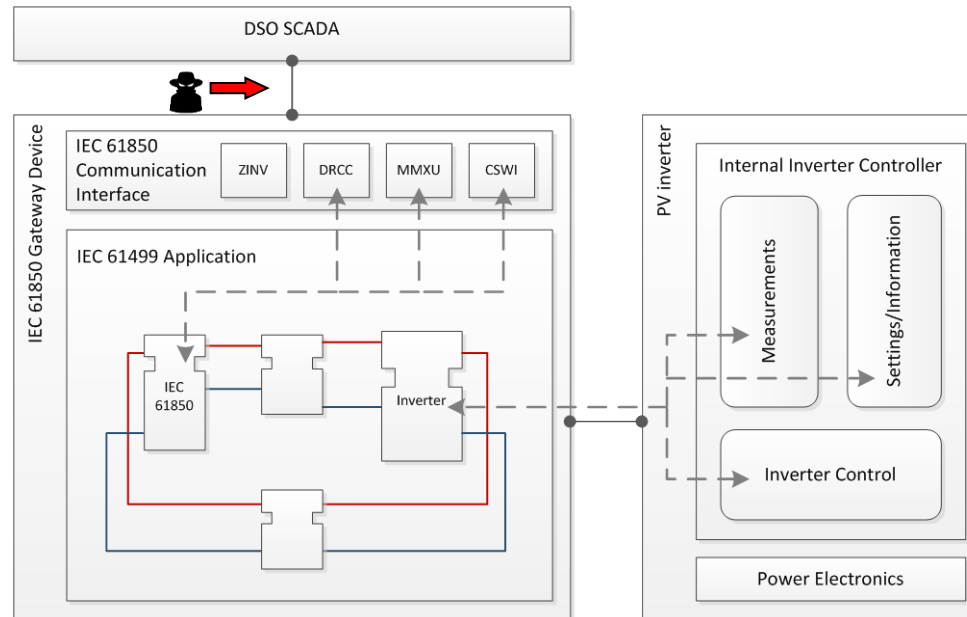 DSO SCADA
IEC 61850 Gateway Device
IEC 61850
Communication
Interface
ZINV
DRCC
MMXU
CSWI
IEC 61499 Application
IEC
61850
Inverter
PV inverter
Internal Inverter Controller
Measurements
Settings/Information
Inverter Control
Power Electronics